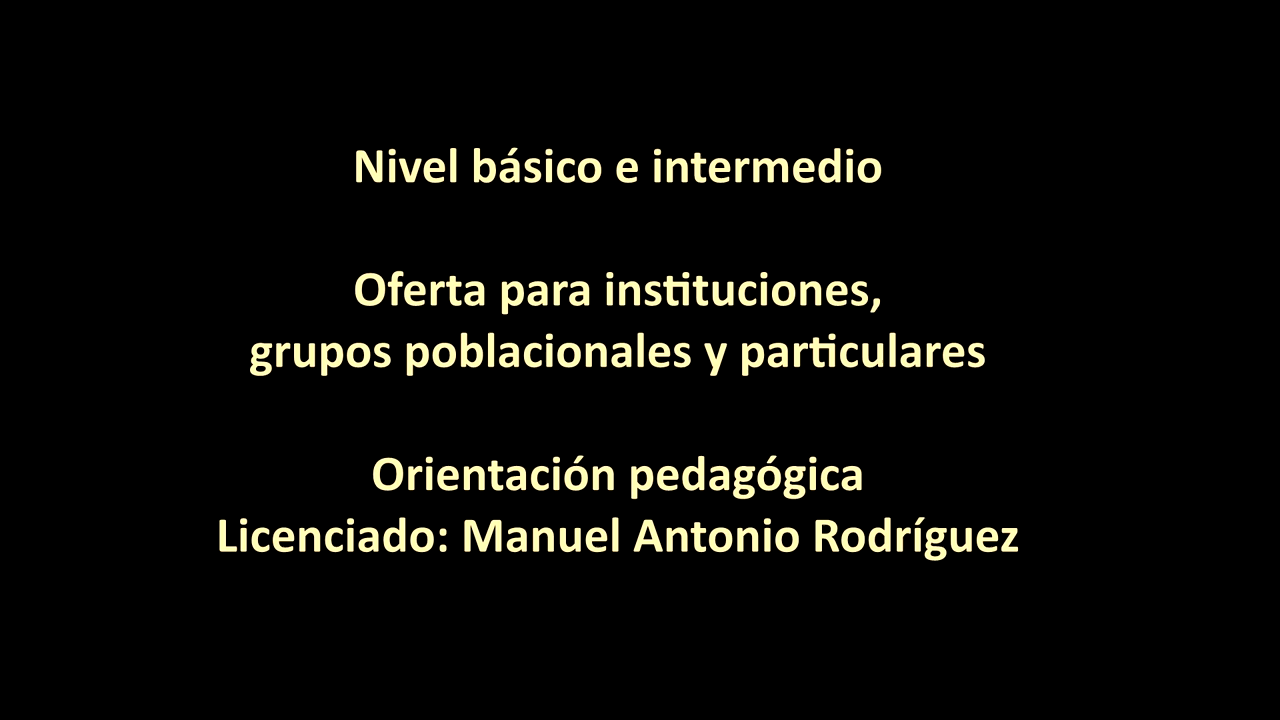 Nivel básico e intermedio
Oferta para instituciones,
grupos poblacionales y particulares
Orientación pedagógica
Licenciado: Manuel Antonio Rodríguez